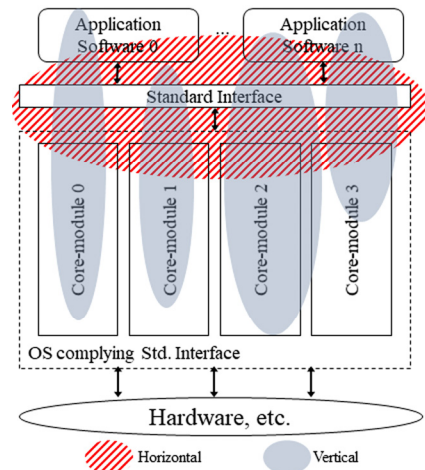 Application
Software 0
...
Application
Software n
Standard Interface
Core-module 0
Core-module 1
Core-module 2
Core-module 3
OS complying Std. Interface
Hardware, etc.
Horizontal
Vertical